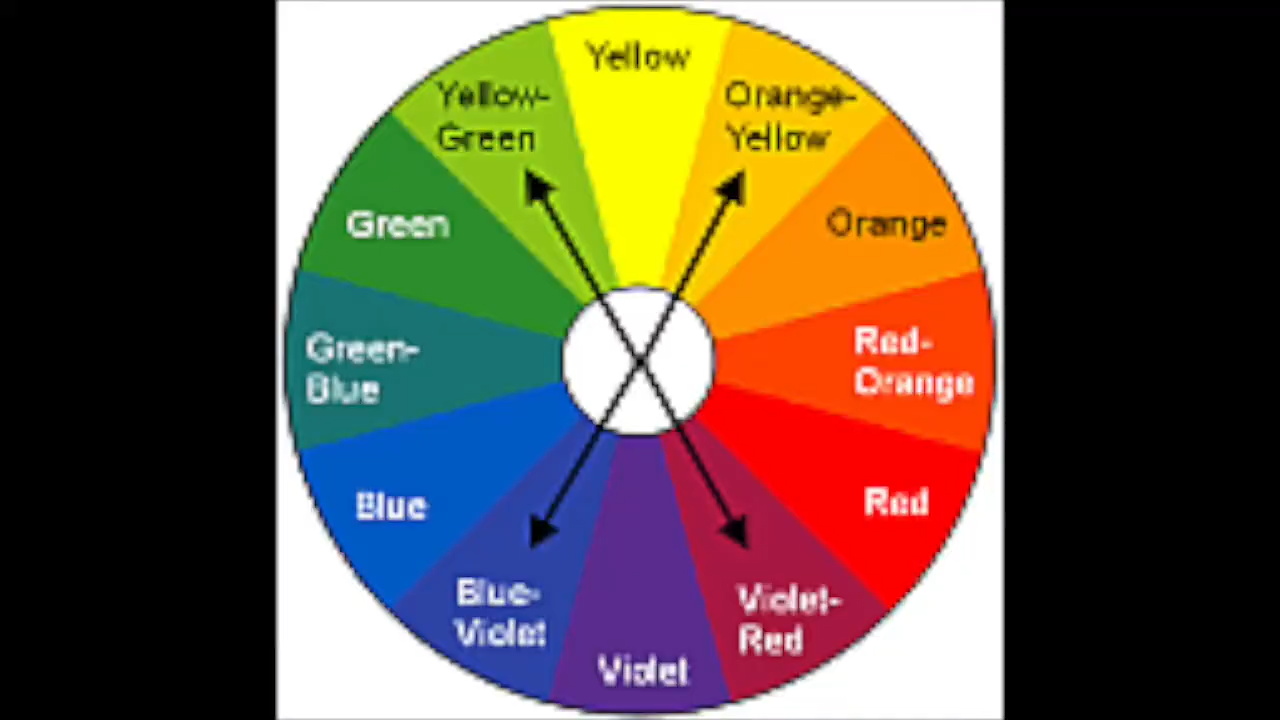 Yellow
Orange-
Yellow
Orange
Red-
Orange
Red
Violet-
Red
Violet
Blue-
Violet
Blue
Green-
Blue
Green
Yellow-
Green